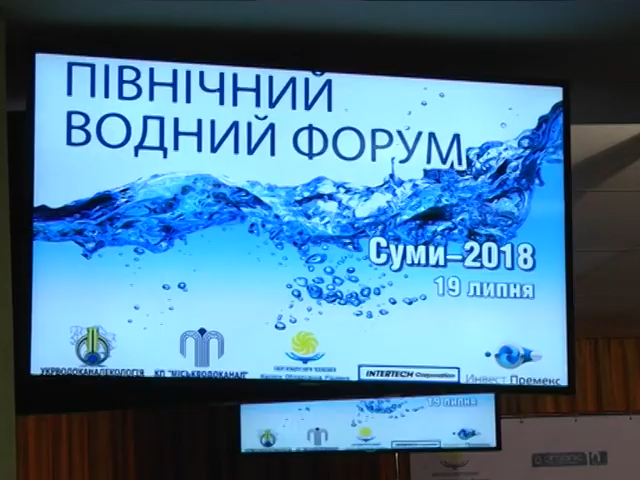 ПІВНІЧНИЙ
ВОДНИЙ ФОРУМ
Суми–2018
19 липня
УКРВОДОКАНАЛЕКОЛОГІЯ
КП "МІСЬКВОДОКАНАЛ"
INTERTECH Corporation
Инвест Премекс
19 липня